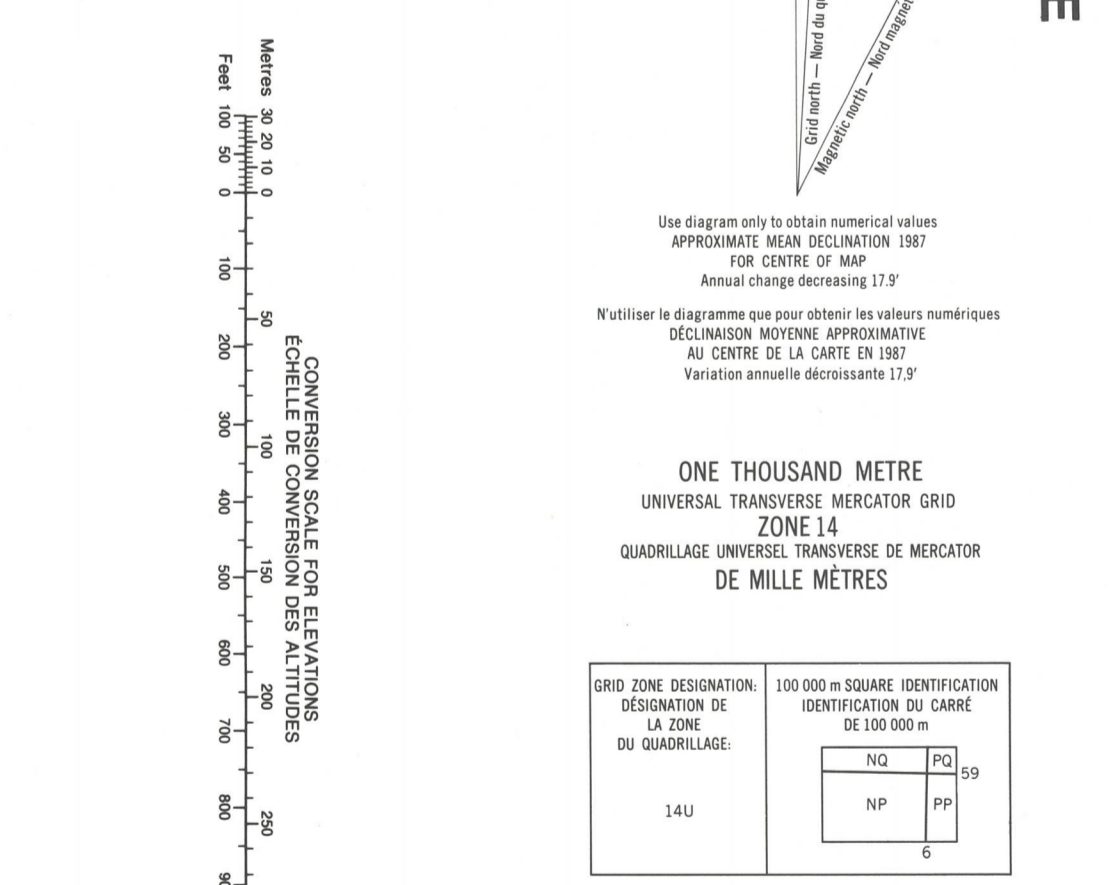 E
Grid north — Nord du q
Magnetic north — Nord magnet
Use diagram only to obtain numerical values
APPROXIMATE MEAN DECLINATION 1987
FOR CENTRE OF MAP
Annual change decreasing 17.9′
N'utiliser le diagramme que pour obtenir les valeurs numériques
DÉCLINAISON MOYENNE APPROXIMATIVE
AU CENTRE DE LA CARTE EN 1987
Variation annuelle décroissante 17,9′
ONE THOUSAND METRE
UNIVERSAL TRANSVERSE MERCATOR GRID
ZONE 14
QUADRILLAGE UNIVERSEL TRANSVERSE DE MERCATOR
DE MILLE MÈTRES
GRID ZONE DESIGNATION:
DÉSIGNATION DE
LA ZONE
DU QUADRILLAGE:
14U
100 000 m SQUARE IDENTIFICATION
IDENTIFICATION DU CARRÉ
DE 100 000 m
NQ PQ
59
NP PP
6
CONVERSION SCALE FOR ELEVATIONS
ÉCHELLE DE CONVERSION DES ALTITUDES
Metres 30 20 10 0 50 100 150 200 250
Feet 100 50 0 100 200 300 400 500 600 700 800 90